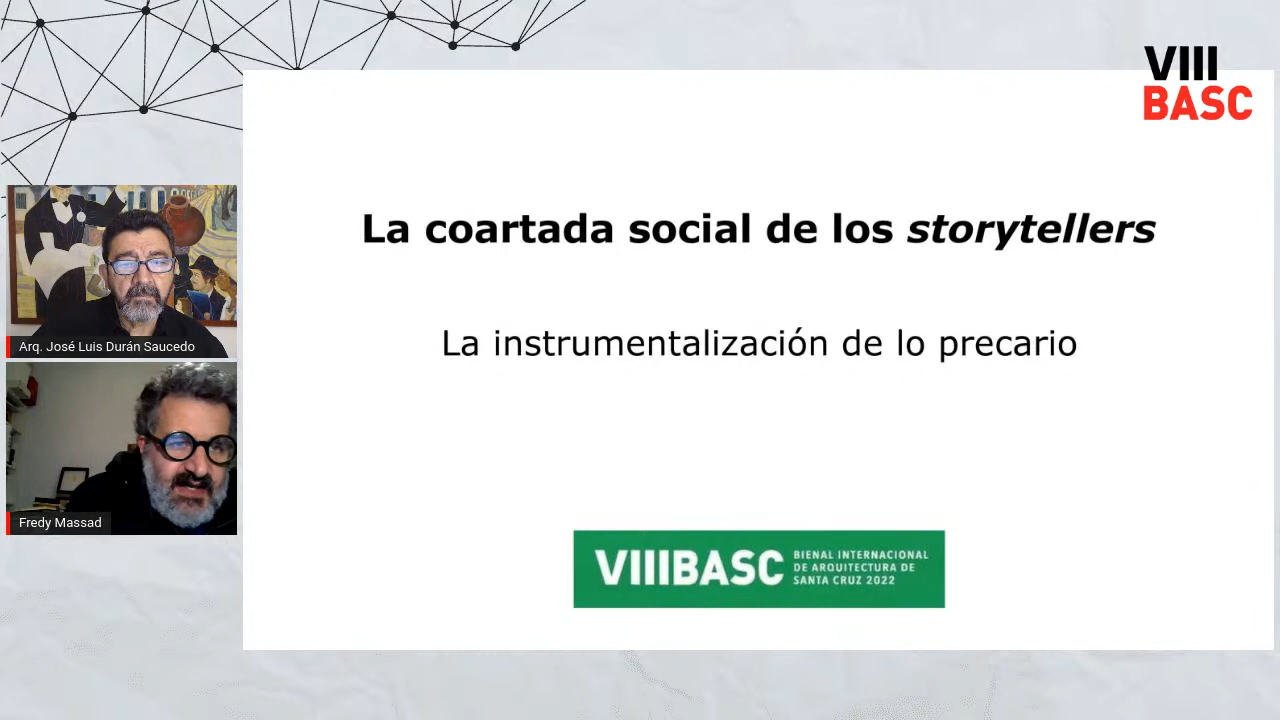 VIII
BASC
La coartada social de los storytellers
La instrumentalización de lo precario
Arq. José Luis Durán Saucedo
Fredy Massad
VIIIBASC
BIENAL INTERNACIONAL
DE ARQUITECTURA DE
SANTA CRUZ 2022